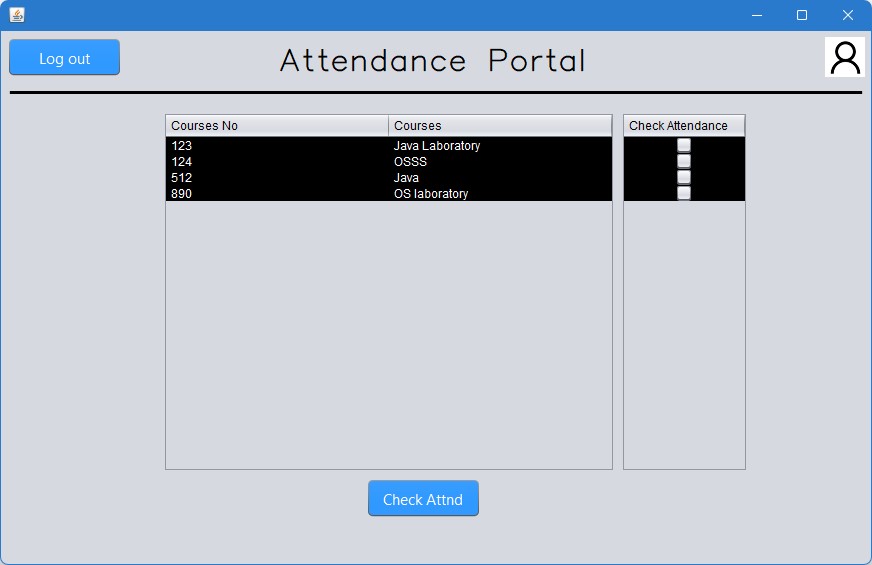 Log out
Attendance Portal
Courses No Courses Check Attendance
123 Java Laboratory
124 OSSS
512 Java
890 OS laboratory
Check Attnd